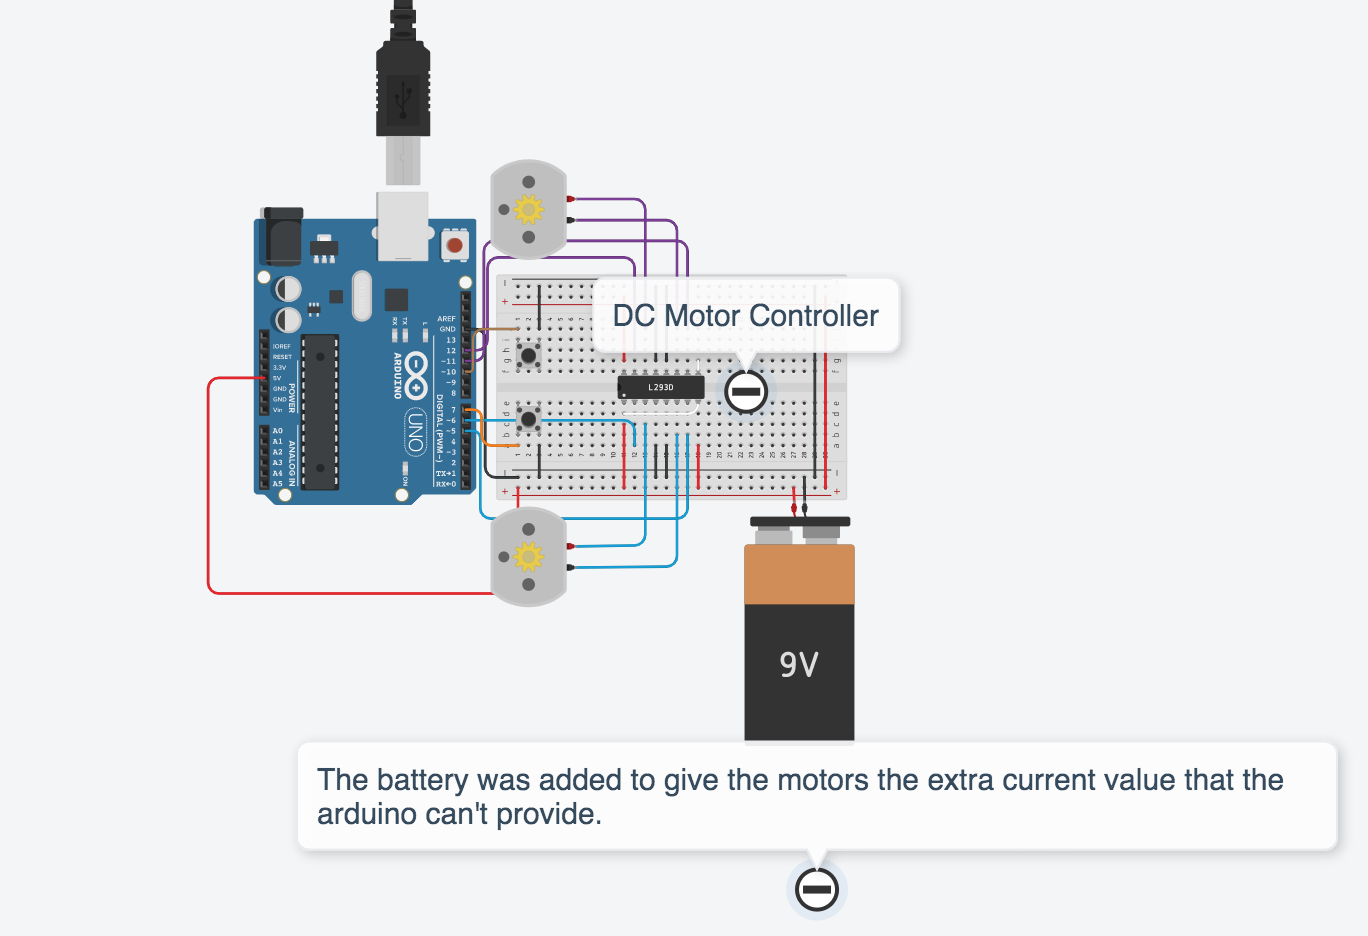 DC Motor Controller
AREF
GND
13
12
~11
~10
~9
8
7
~6
~5
4
~3
2
TX→1
RX←0
IOREF
RESET
3.3V
5V
GND
GND
Vin
A0
A1
A2
A3
A4
A5
POWER
ANALOG IN
DIGITAL (PWM~)
ARDUINO
UNO
TX
RX
L
ON
L293D
9V
The battery was added to give the motors the extra current value that the
arduino can't provide.